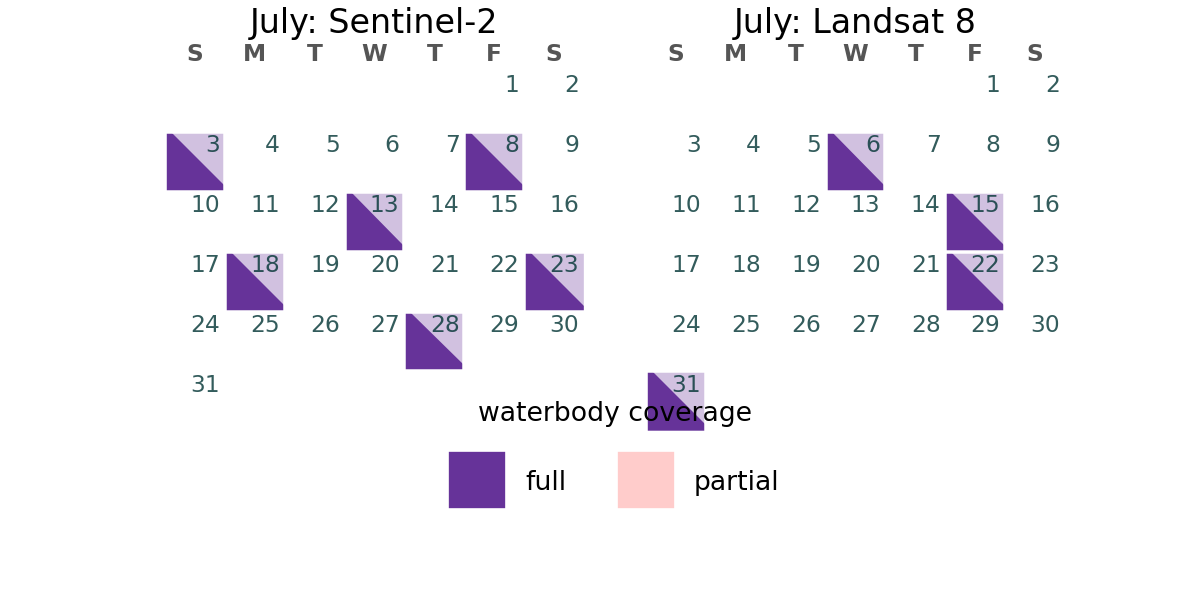 July: Sentinel-2
S M T W T F S
1 2
3 4 5 6 7 8 9
10 11 12 13 14 15 16
17 18 19 20 21 22 23
24 25 26 27 28 29 30
31
July: Landsat 8
S M T W T F S
1 2
3 4 5 6 7 8 9
10 11 12 13 14 15 16
17 18 19 20 21 22 23
24 25 26 27 28 29 30
31
waterbody coverage
full partial